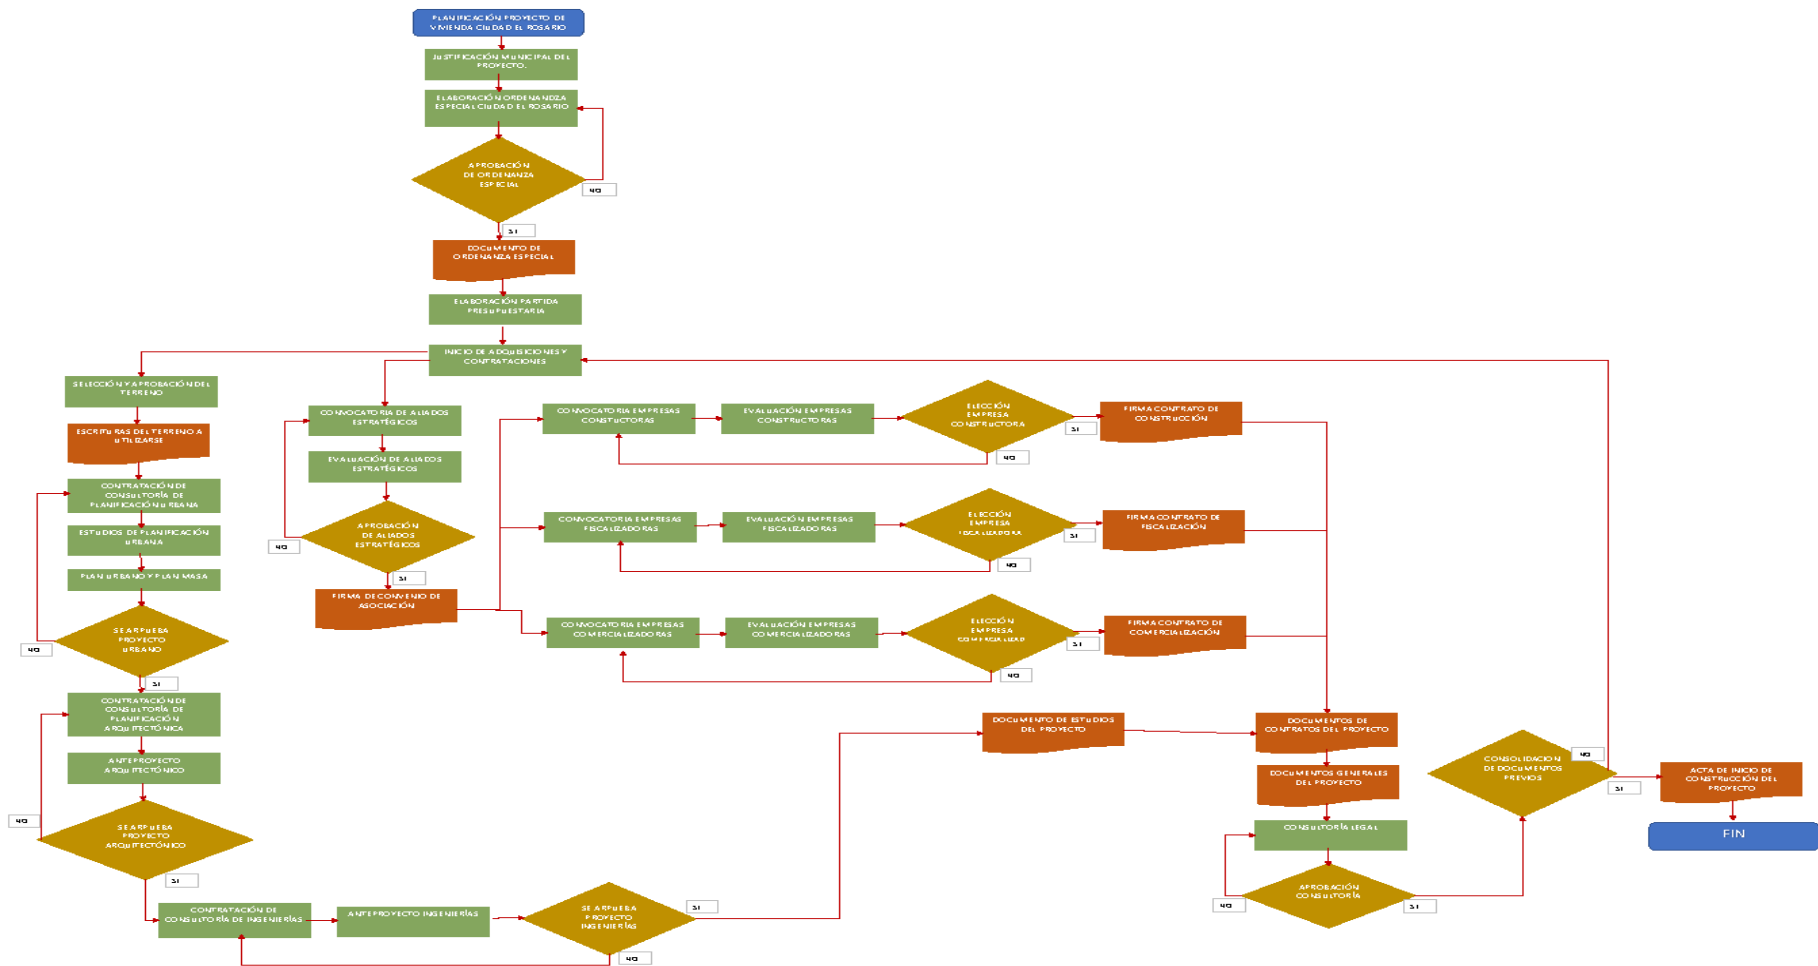 PLANIFICACIÓN PROYECTO DE
VIVIENDA CIUDAD EL ROSARIO
JUSTIFICACIÓN MUNICIPAL DEL
PROYECTO.
ELABORACIÓN ORDENANDZA
ESPECIAL CIUDAD EL ROSARIO
APROBACIÓN
DE ORDENANZA
ESPECIAL
NO
SI
DOCUMENTO DE
ORDENANZA ESPECIAL
ELABORACIÓN PARTIDA
PRESUPUESTARIA
INICIO DE ADQUISICIONES Y
CONTRATACIONES
SELECCIÓN Y APROBACIÓN DEL
TERRENO
ESCRITURAS DEL TERRENO A
UTILIZARSE
CONTRATACIÓN DE
CONSULTORÍA DE
PLANIFICACIÓN URBANA
ESTUDIOS DE PLANIFICACIÓN
URBANA
PLAN URBANO Y PLAN MASA
SE ARPUEBA
PROYECTO
URBANO
NO
SI
CONTRATACIÓN DE
CONSULTORÍA DE
PLANIFICACIÓN
ARQUITECTÓNICA
ANTEPROYECTO
ARQUITECTÓNICO
SE ARPUEBA
PROYECTO
ARQUITECTÓNICO
NO
SI
CONTRATACIÓN DE
CONSULTORÍA DE INGENIERÍAS
ANTEPROYECTO INGENIERÍAS
SE ARPUEBA
PROYECTO
INGENIERÍAS
SI
NO
CONVOCATORIA DE ALIADOS
ESTRATÉGICOS
EVALUACIÓN DE ALIADOS
ESTRATÉGICOS
APROBACIÓN
DE ALIADOS
ESTRATÉGICOS
NO
SI
FIRMA DE CONVENIO DE
ASOCIACIÓN
CONVOCATORIA EMPRESAS
CONSTUCTORAS
EVALUACIÓN EMPRESAS
CONSTRUCTORAS
ELECCIÓN
EMPRESA
CONSTRUCTORA
SI
NO
FIRMA CONTRATO DE
CONSTRUCCIÓN
CONVOCATORIA EMPRESAS
FISCALIZADORAS
EVALUACIÓN EMPRESAS
FISCALIZADORAS
ELECCIÓN
EMPRESA
FISCALIZADORA
SI
NO
FIRMA CONTRATO DE
FISCALIZACIÓN
CONVOCATORIA EMPRESAS
COMERCIALIZADORAS
EVALUACIÓN EMPRESAS
COMERCIALIZADORAS
ELECCIÓN
EMPRESA
COMERCIALIZAD
SI
NO
FIRMA CONTRATO DE
COMERCIALIZACIÓN
DOCUMENTO DE ESTUDIOS
DEL PROYECTO
DOCUMENTOS DE
CONTRATOS DEL PROYECTO
DOCUMENTOS GENERALES
DEL PROYECTO
CONSULTORÍA LEGAL
APROBACIÓN
CONSULTORÍA
NO
SI
CONSOLIDACION
DE DOCUMENTOS
PREVIOS
NO
SI
ACTA DE INICIO DE
CONSTRUCCIÓN DEL
PROYECTO
FIN